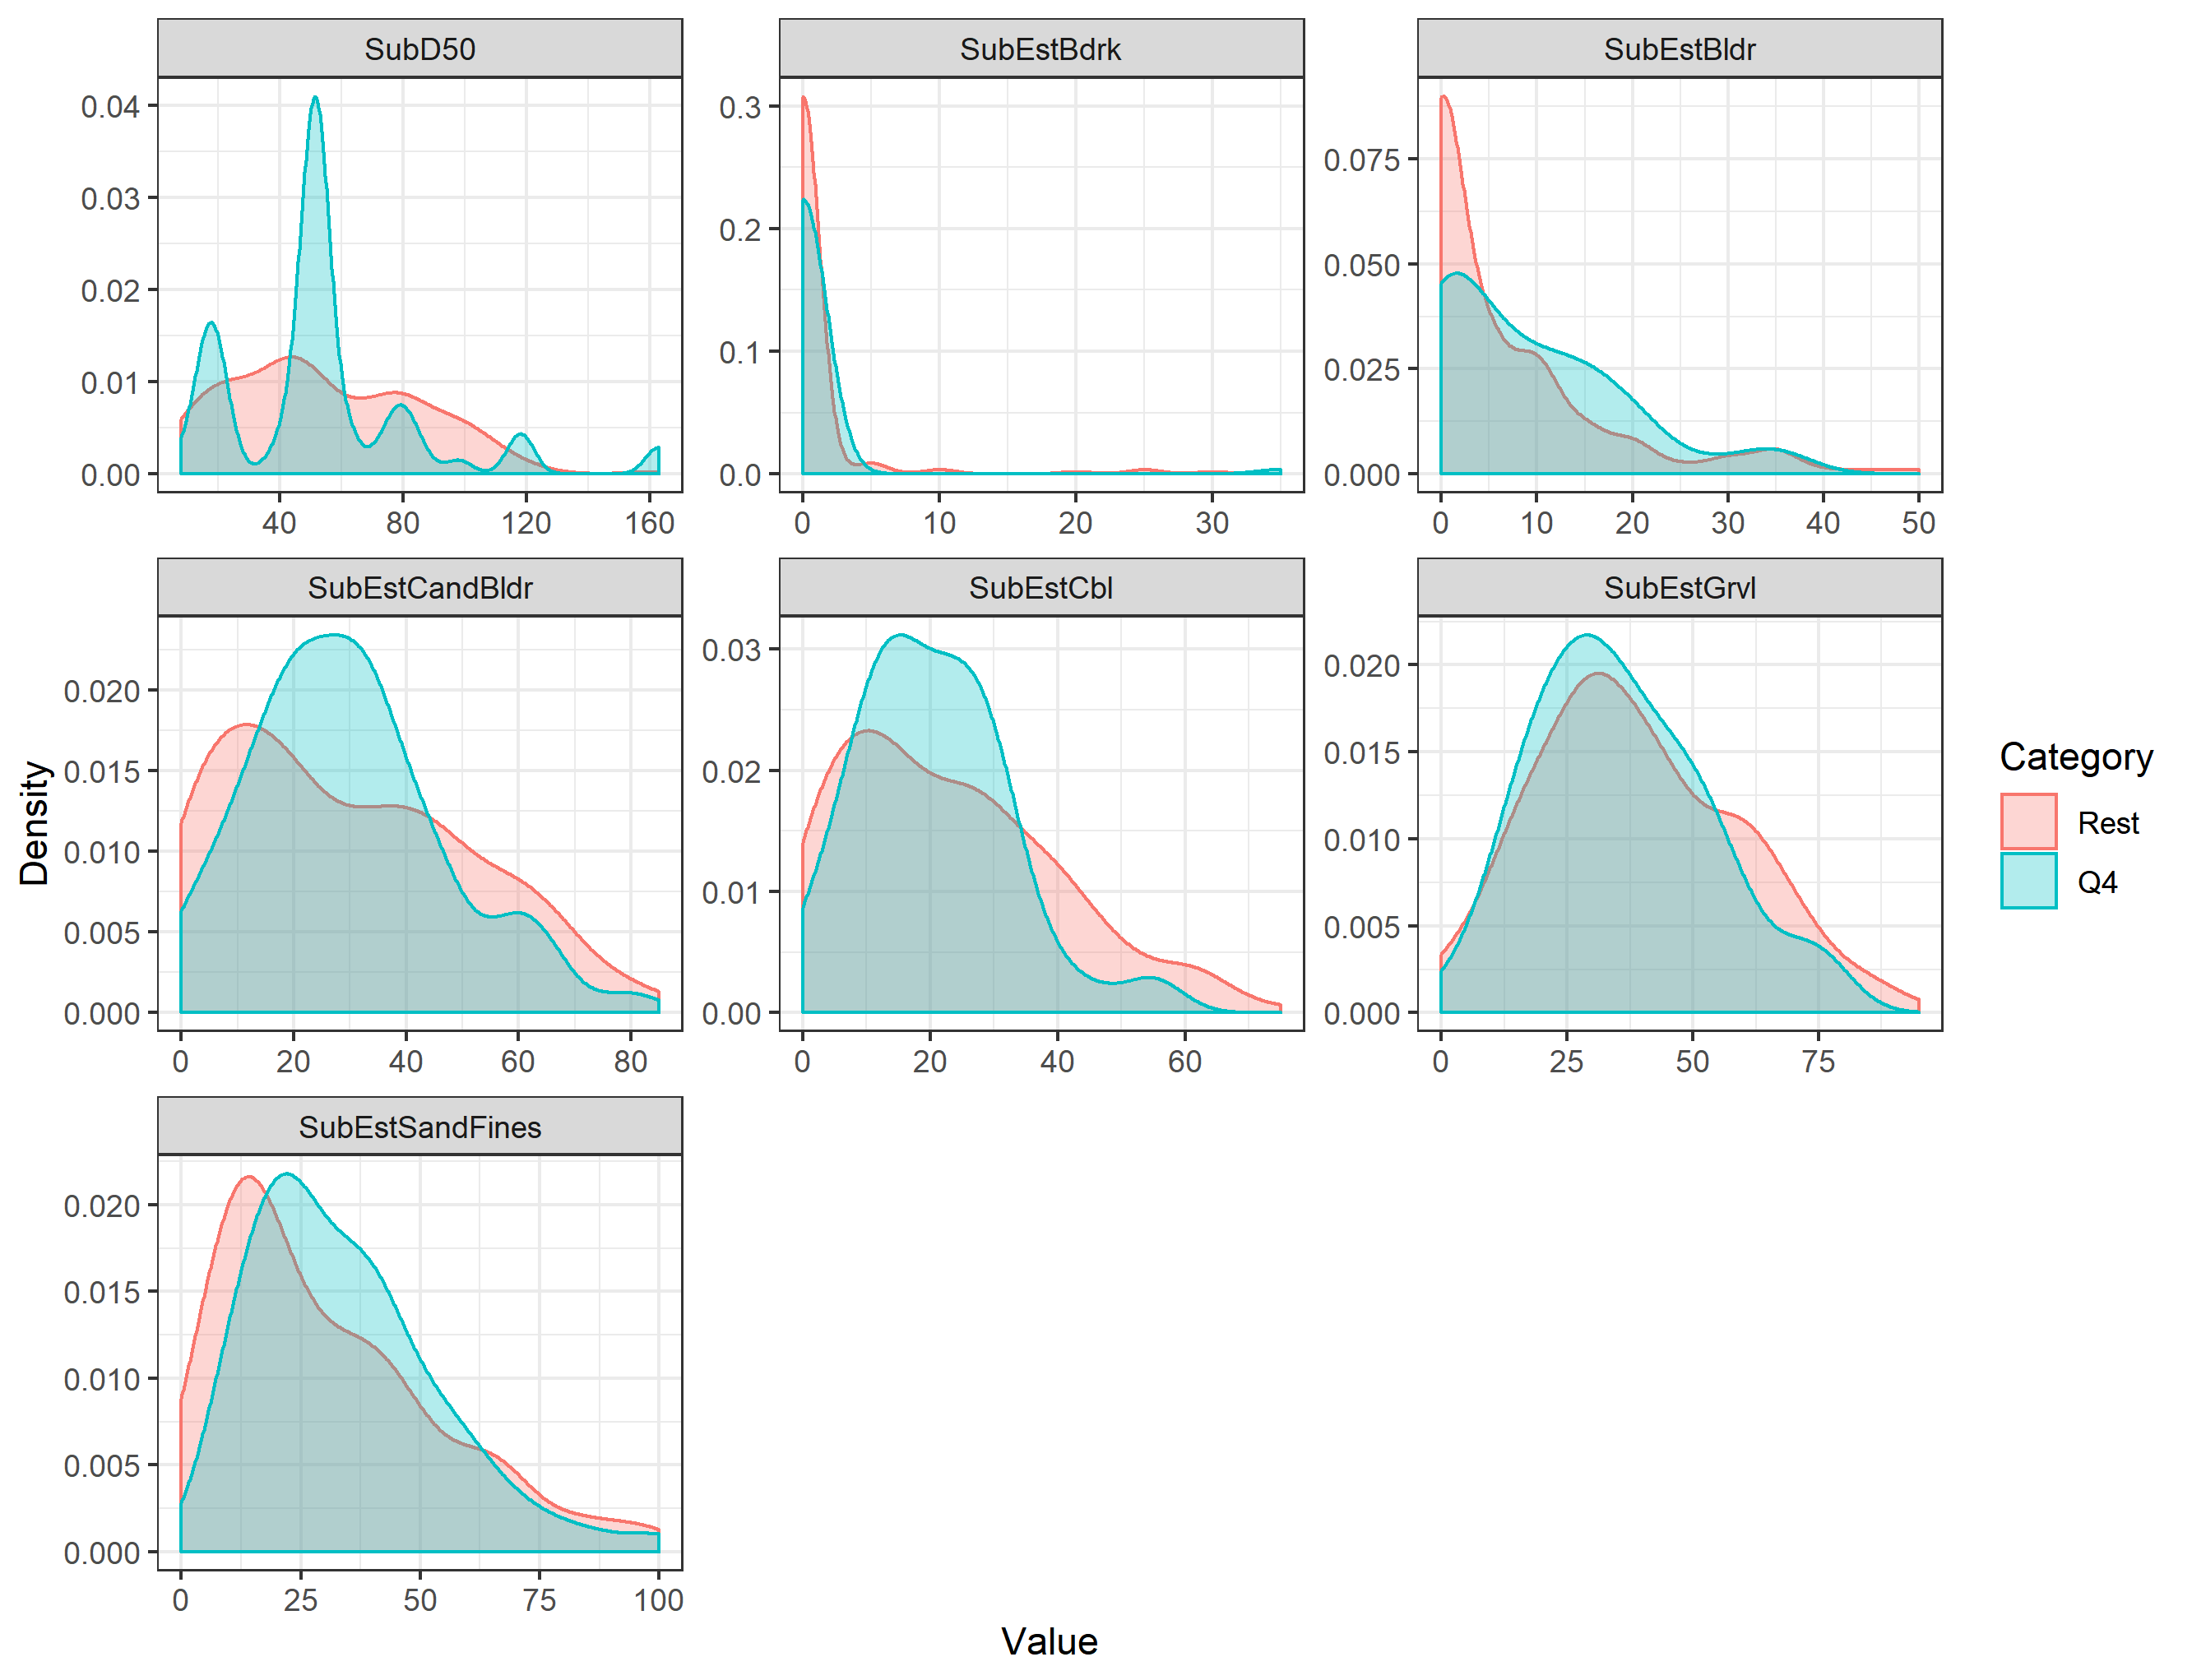 SubD50
SubEstBdrk
SubEstBldr
0.04
0.03
0.02
0.01
0.00
0.3
0.2
0.1
0.0
0.075
0.050
0.025
0.000
40 80 120 160
0 10 20 30
0 10 20 30 40 50
SubEstCandBldr
SubEstCbl
SubEstGrvl
0.020
0.015
0.010
0.005
0.000
0.03
0.02
0.01
0.00
0.020
0.015
0.010
0.005
0.000
0 20 40 60 80
0 20 40 60
0 25 50 75
SubEstSandFines
0.020
0.015
0.010
0.005
0.000
0 25 50 75 100
Density
Value
Category
Rest
Q4